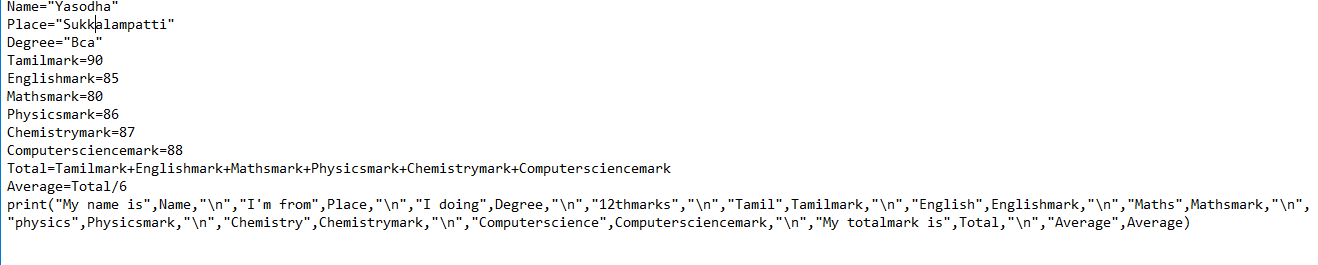 Name="Yasodha"
Place="Sukkalampatti"
Degree="Bca"
Tamilmark=90
Englishmark=85
Mathsmark=80
Physicsmark=86
Chemistrymark=87
Computersciencemark=88
Total=Tamilmark+Englishmark+Mathsmark+Physicsmark+Chemistrymark+Computersciencemark
Average=Total/6
print("My name is",Name,"\n","I'm from",Place,"\n","I doing",Degree,"\n","12thmarks","\n","Tamil",Tamilmark,"\n","English",Englishmark,"\n","Maths",Mathsmark,"\n",
"physics",Physicsmark,"\n","Chemistry",Chemistrymark,"\n","Computerscience",Computersciencemark,"\n","My totalmark is",Total,"\n","Average",Average)